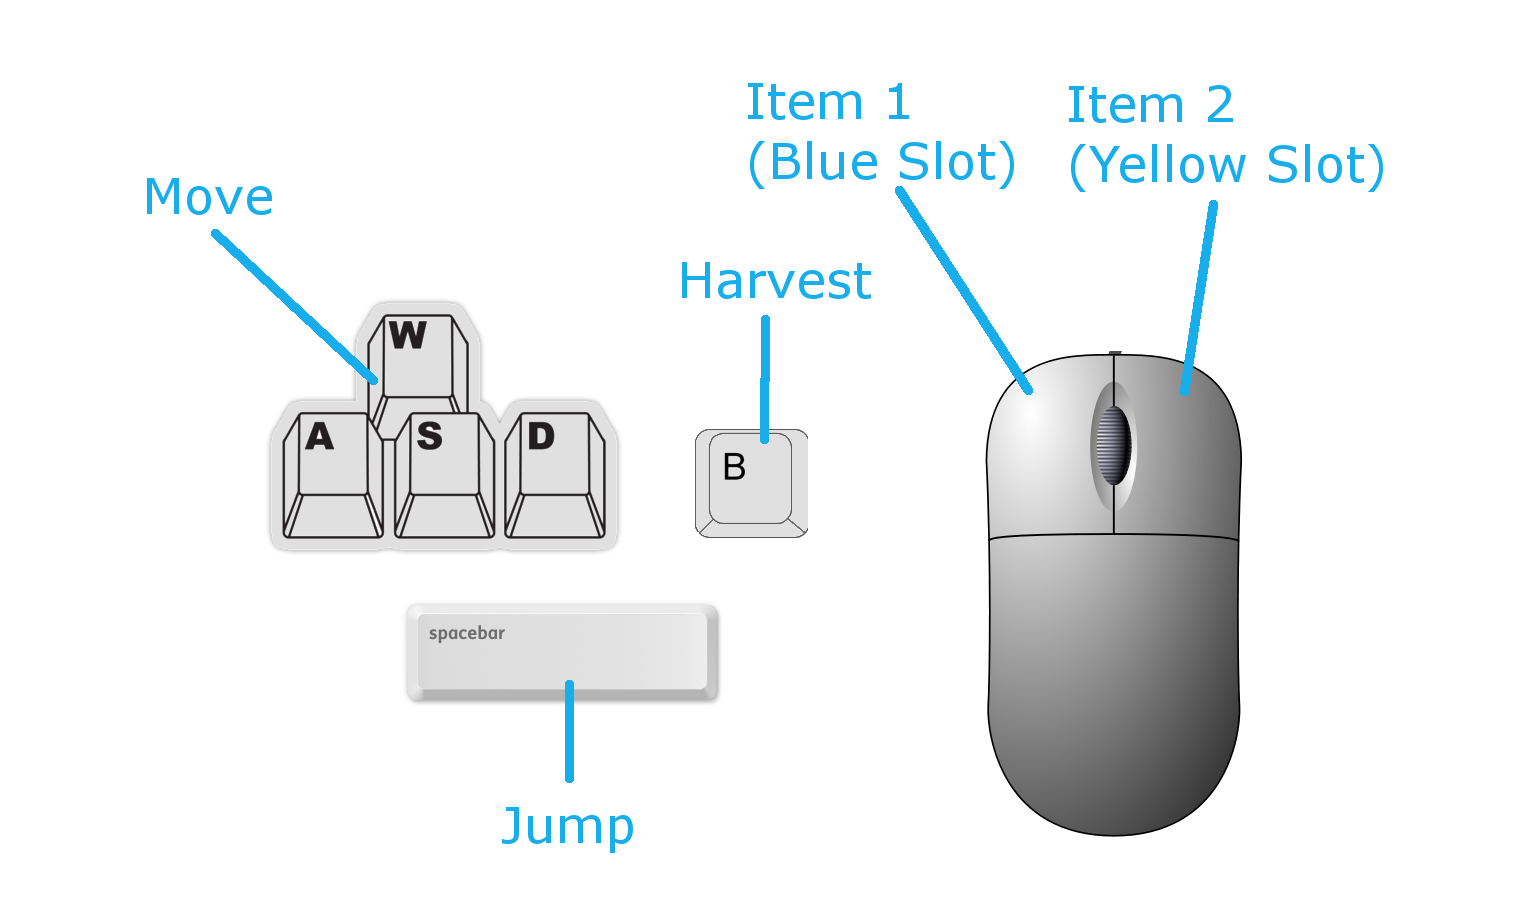 Item 1
(Blue Slot)
Item 2
(Yellow Slot)
Move
Harvest
W
A
S
D
B
spacebar
Jump